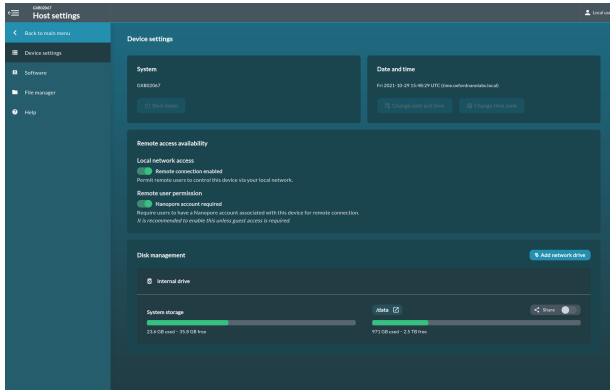 GXB02067
Host settings
Local use
Back to main menu
Device settings
Software
File manager
Help
Device settings
System
GXB02067
Shut down
Date and time
Fri 2021-10-29 15:48:29 UTC (time.oxfordnanolabs.local)
Change date and time
Change time zone
Remote access availability
Local network access
Remote connection enabled
Permit remote users to control this device via your local network.
Remote user permission
Nanopore account required
Require users to have a Nanopore account associated with this device for remote connection.
It is recommended to enable this unless guest access is required
Disk management
Add network drive
Internal drive
System storage
23.6 GB used – 35.8 GB free
/data
Share
971 GB used – 2.5 TB free